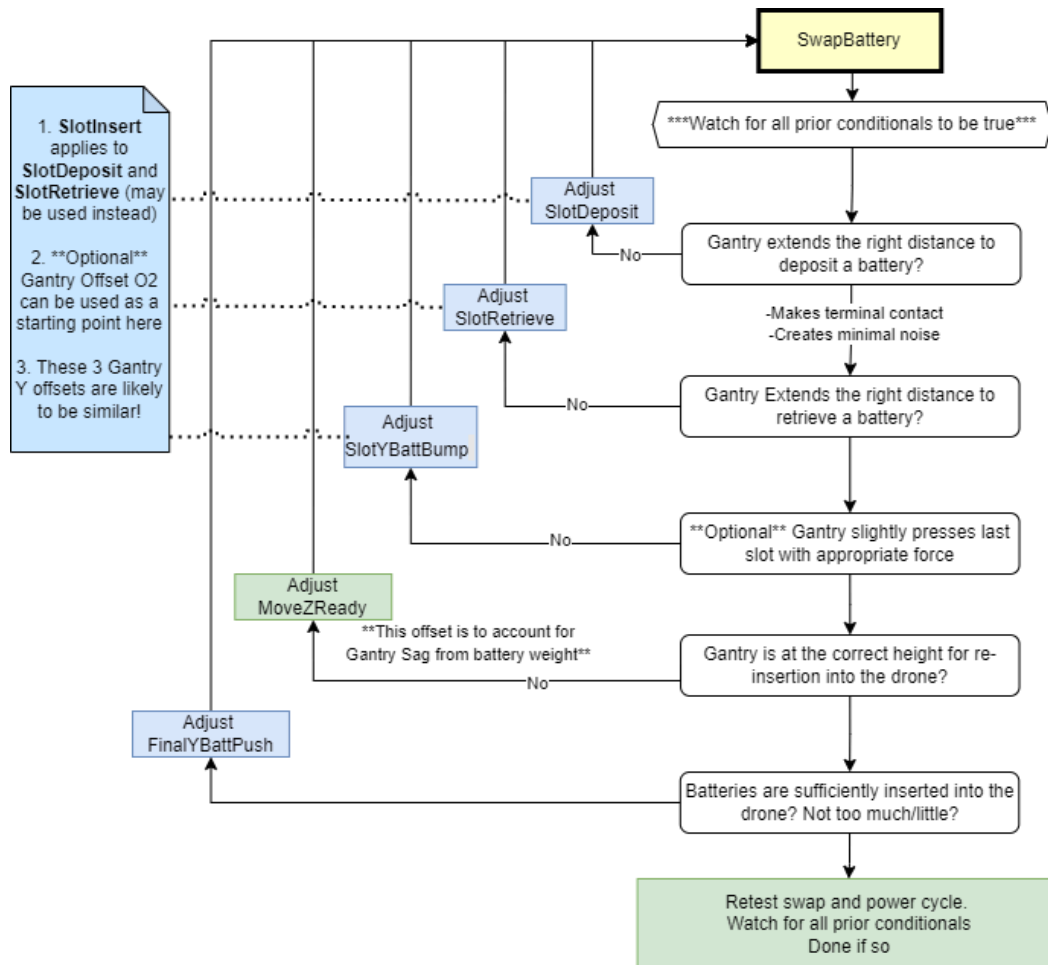 SwapBattery
***Watch for all prior conditionals to be true***
1. SlotInsert
applies to
SlotDeposit and
SlotRetrieve (may
be used instead)
2. **Optional**
Gantry Offset O2
can be used as a
starting point here
3. These 3 Gantry
Y offsets are likely
to be similar!
Adjust
SlotDeposit
No
Gantry extends the right distance to
deposit a battery?
-Makes terminal contact
-Creates minimal noise
Adjust
SlotRetrieve
No
Gantry Extends the right distance to
retrieve a battery?
Adjust
SlotYBattBump
No
**Optional** Gantry slightly presses last
slot with appropriate force
Adjust
MoveZReady
**This offset is to account for
Gantry Sag from battery weight**
No
Gantry is at the correct height for re-
insertion into the drone?
Adjust
FinalYBattPush
Batteries are sufficiently inserted into the
drone? Not too much/little?
Retest swap and power cycle.
Watch for all prior conditionals
Done if so